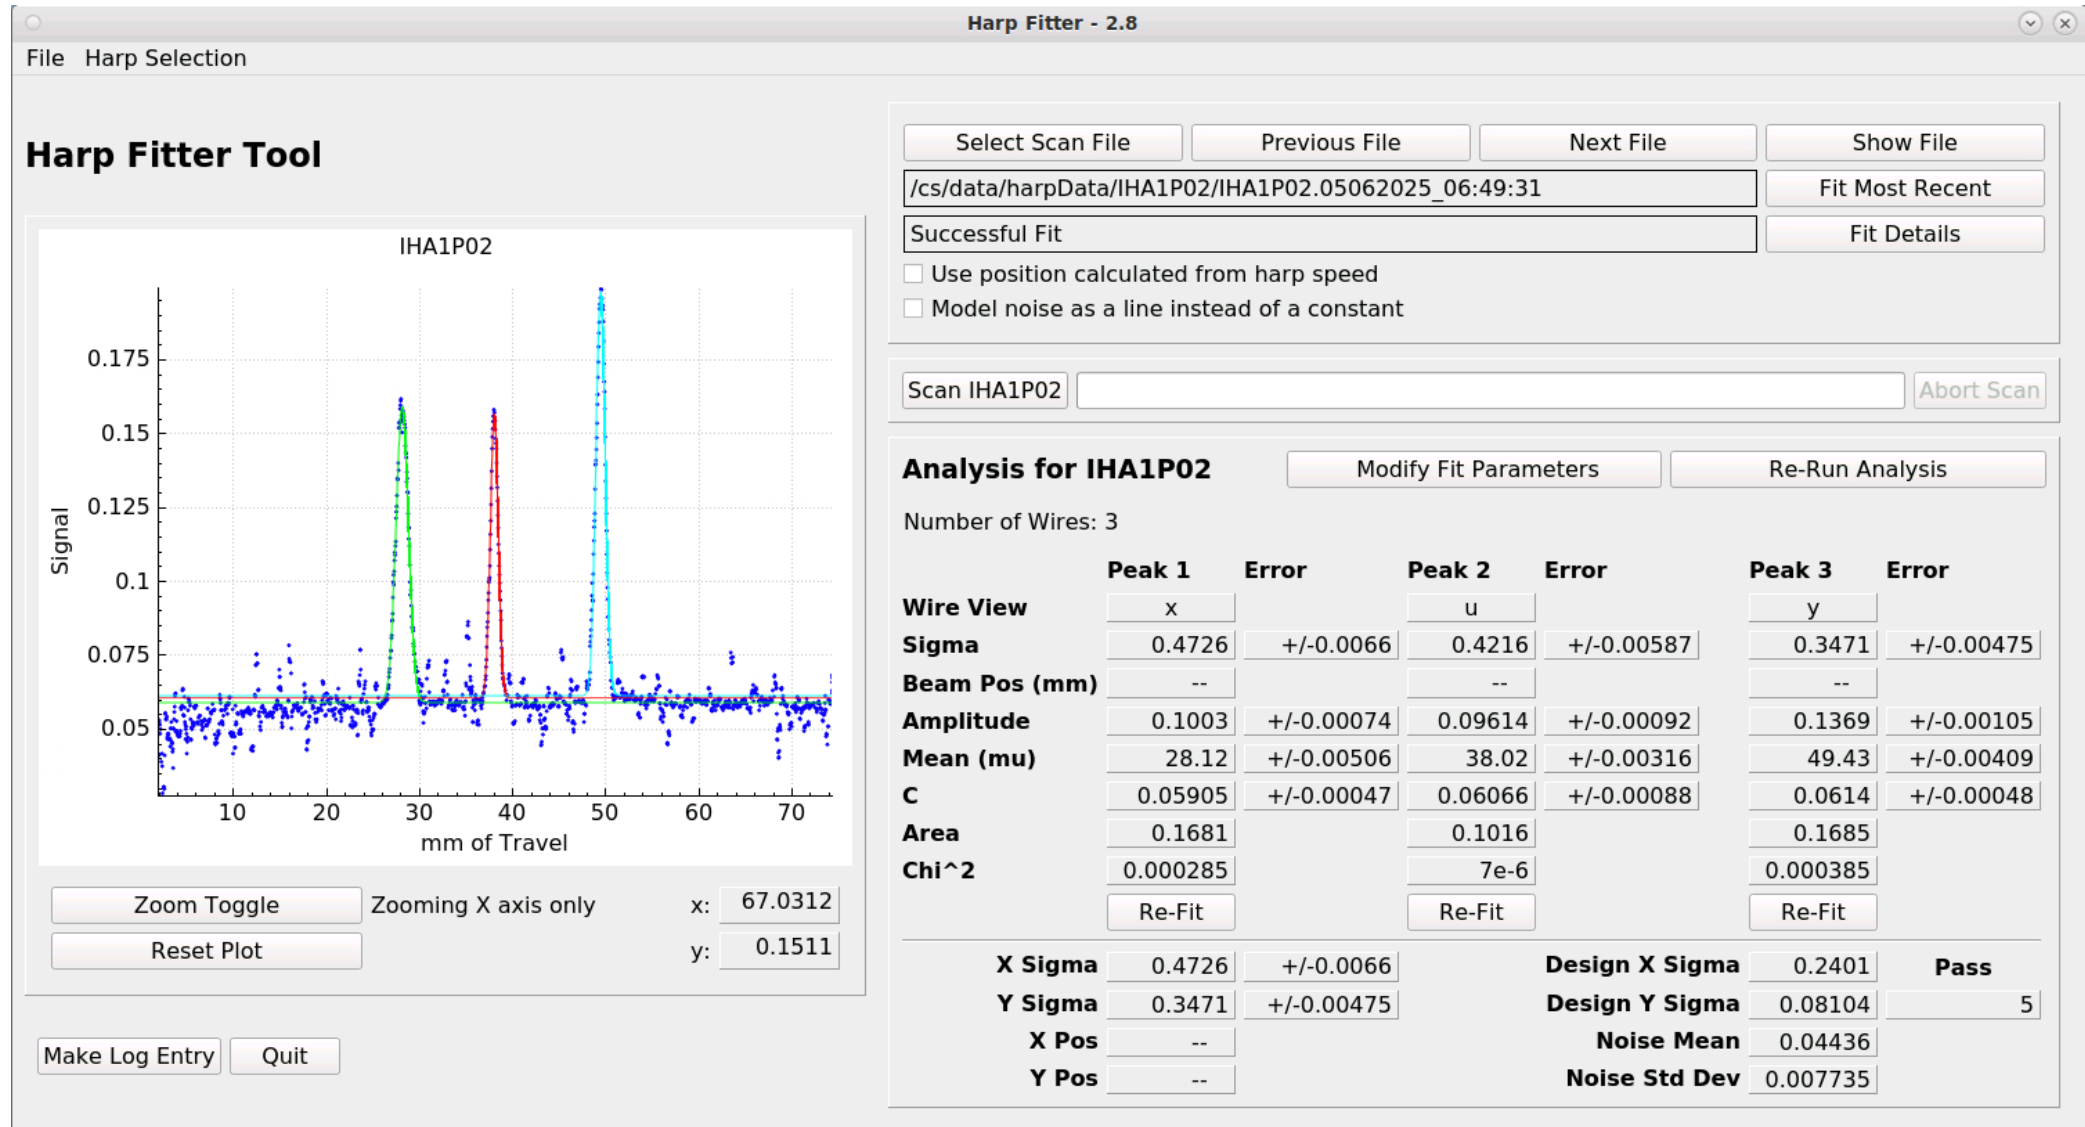 Harp Fitter - 2.8
File Harp Selection
Harp Fitter Tool
IHA1P02
Signal
0.175
0.15
0.125
0.1
0.075
0.05
10 20 30 40 50 60 70
mm of Travel
Zoom Toggle Zooming X axis only x: 67.0312
Reset Plot y: 0.1511
Make Log Entry Quit
Select Scan File Previous File Next File Show File
/cs/data/harpData/IHA1P02/IHA1P02.05062025_06:49:31 Fit Most Recent
Successful Fit Fit Details
Use position calculated from harp speed
Model noise as a line instead of a constant
Scan IHA1P02 Abort Scan
Analysis for IHA1P02 Modify Fit Parameters Re-Run Analysis
Number of Wires: 3
Peak 1 Error Peak 2 Error Peak 3 Error
Wire View x u y
Sigma 0.4726 +/-0.0066 0.4216 +/-0.00587 0.3471 +/-0.00475
Beam Pos (mm) -- -- --
Amplitude 0.1003 +/-0.00074 0.09614 +/-0.00092 0.1369 +/-0.00105
Mean (mu) 28.12 +/-0.00506 38.02 +/-0.00316 49.43 +/-0.00409
C 0.05905 +/-0.00047 0.06066 +/-0.00088 0.0614 +/-0.00048
Area 0.1681 0.1016 0.1685
Chi^2 0.000285 7e-6 0.000385
Re-Fit Re-Fit Re-Fit
X Sigma 0.4726 +/-0.0066 Design X Sigma 0.2401 Pass
Y Sigma 0.3471 +/-0.00475 Design Y Sigma 0.08104 5
X Pos -- Noise Mean 0.04436
Y Pos -- Noise Std Dev 0.007735